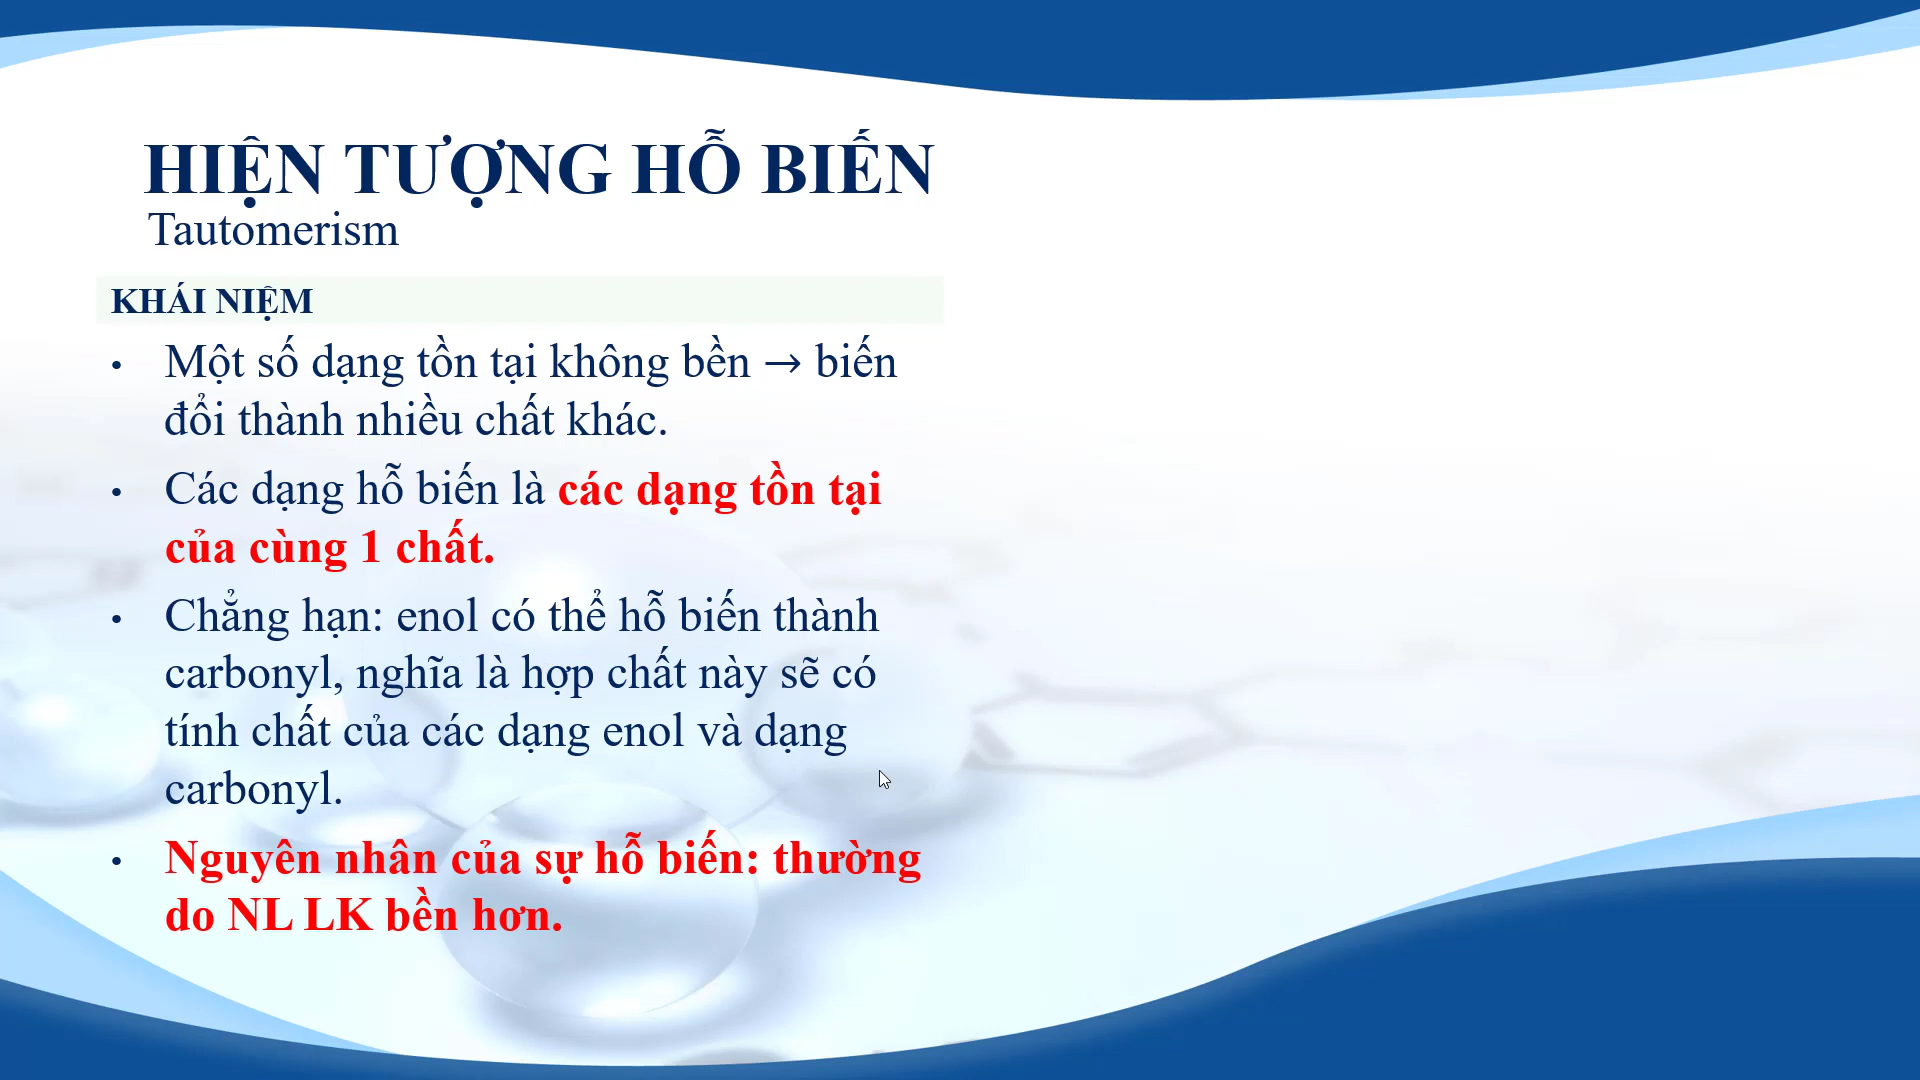 HIỆN TƯỢNG HỖ BIẾN
Tautomerism
KHÁI NIỆM
• Một số dạng tồn tại không bền → biến
đổi thành nhiều chất khác.
• Các dạng hỗ biến là các dạng tồn tại
của cùng 1 chất.
• Chẳng hạn: enol có thể hỗ biến thành
carbonyl, nghĩa là hợp chất này sẽ có
tính chất của các dạng enol và dạng
carbonyl.
• Nguyên nhân của sự hỗ biến: thường
do NL LK bền hơn.